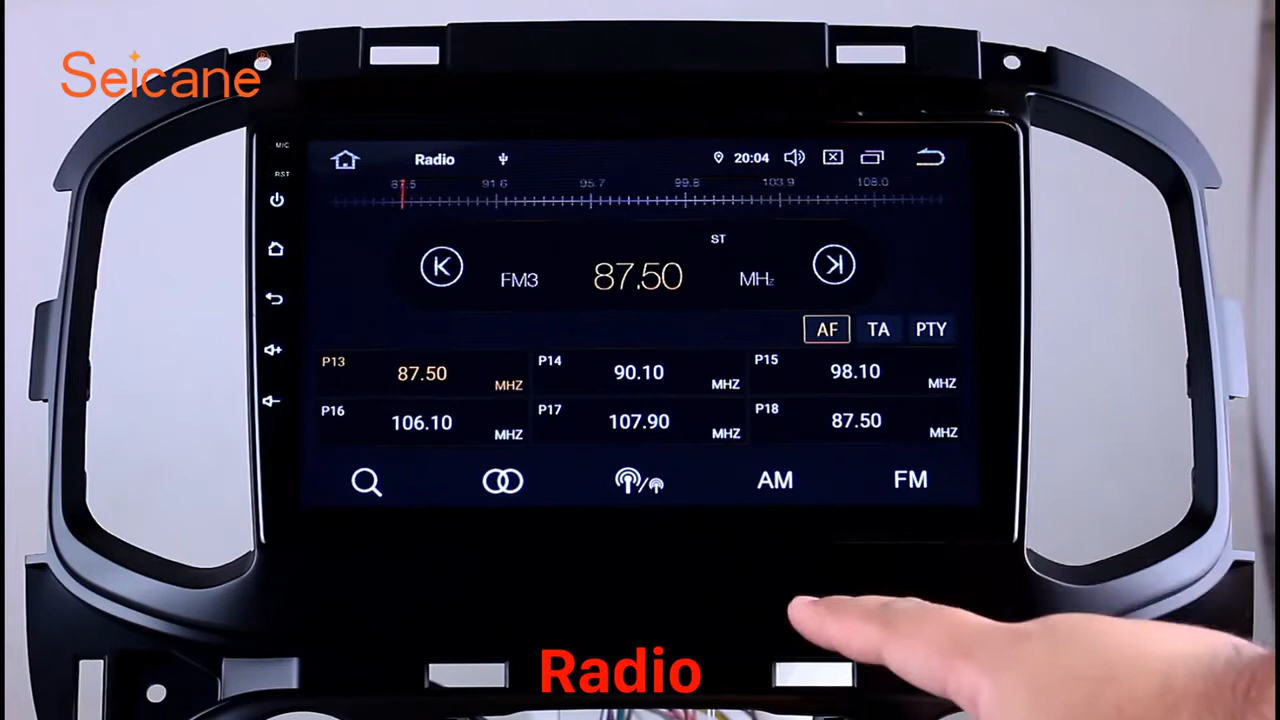 Seicane
MIC
RST
Radio 20:04
87.5 91.6 95.7 99.8 103.9 108.0
ST
FM3 87.50 MHz
AF TA PTY
P13 87.50 MHZ P14 90.10 MHZ P15 98.10 MHZ
P16 106.10 MHZ P17 107.90 MHZ P18 87.50 MHZ
AM FM
Radio